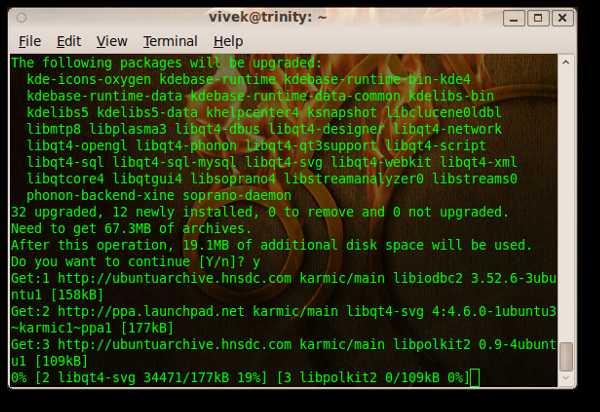 vivek@trinity: ~
File Edit View Terminal Help
The following packages will be upgraded:
kde-icons-oxygen kdebase-runtime kdebase-runtime-bin-kde4
kdebase-runtime-data kdebase-runtime-data-common kdelibs-bin
kdelibs5 kdelibs5-data khelpcenter4 ksnapshot libclucene0ldbl
libmtp8 libplasma3 libqt4-dbus libqt4-designer libqt4-network
libqt4-opengl libqt4-phonon libqt4-qt3support libqt4-script
libqt4-sql libqt4-sql-mysql libqt4-svg libqt4-webkit libqt4-xml
libqtcore4 libqtgui4 libsoprano4 libstreamanalyzer0 libstreams0
phonon-backend-xine soprano-daemon
32 upgraded, 12 newly installed, 0 to remove and 0 not upgraded.
Need to get 67.3MB of archives.
After this operation, 19.1MB of additional disk space will be used.
Do you want to continue [Y/n]? y
Get:1 http://ubuntuarchive.hnsdc.com karmic/main libiodbc2 3.52.6-3ubu
ntu1 [158kB]
Get:2 http://ppa.launchpad.net karmic/main libqt4-svg 4:4.6.0-1ubuntu3
~karmic1~ppa1 [177kB]
Get:3 http://ubuntuarchive.hnsdc.com karmic/main libpolkit2 0.9-4ubunt
u1 [109kB]
0% [2 libqt4-svg 34471/177kB 19%] [3 libpolkit2 0/109kB 0%]